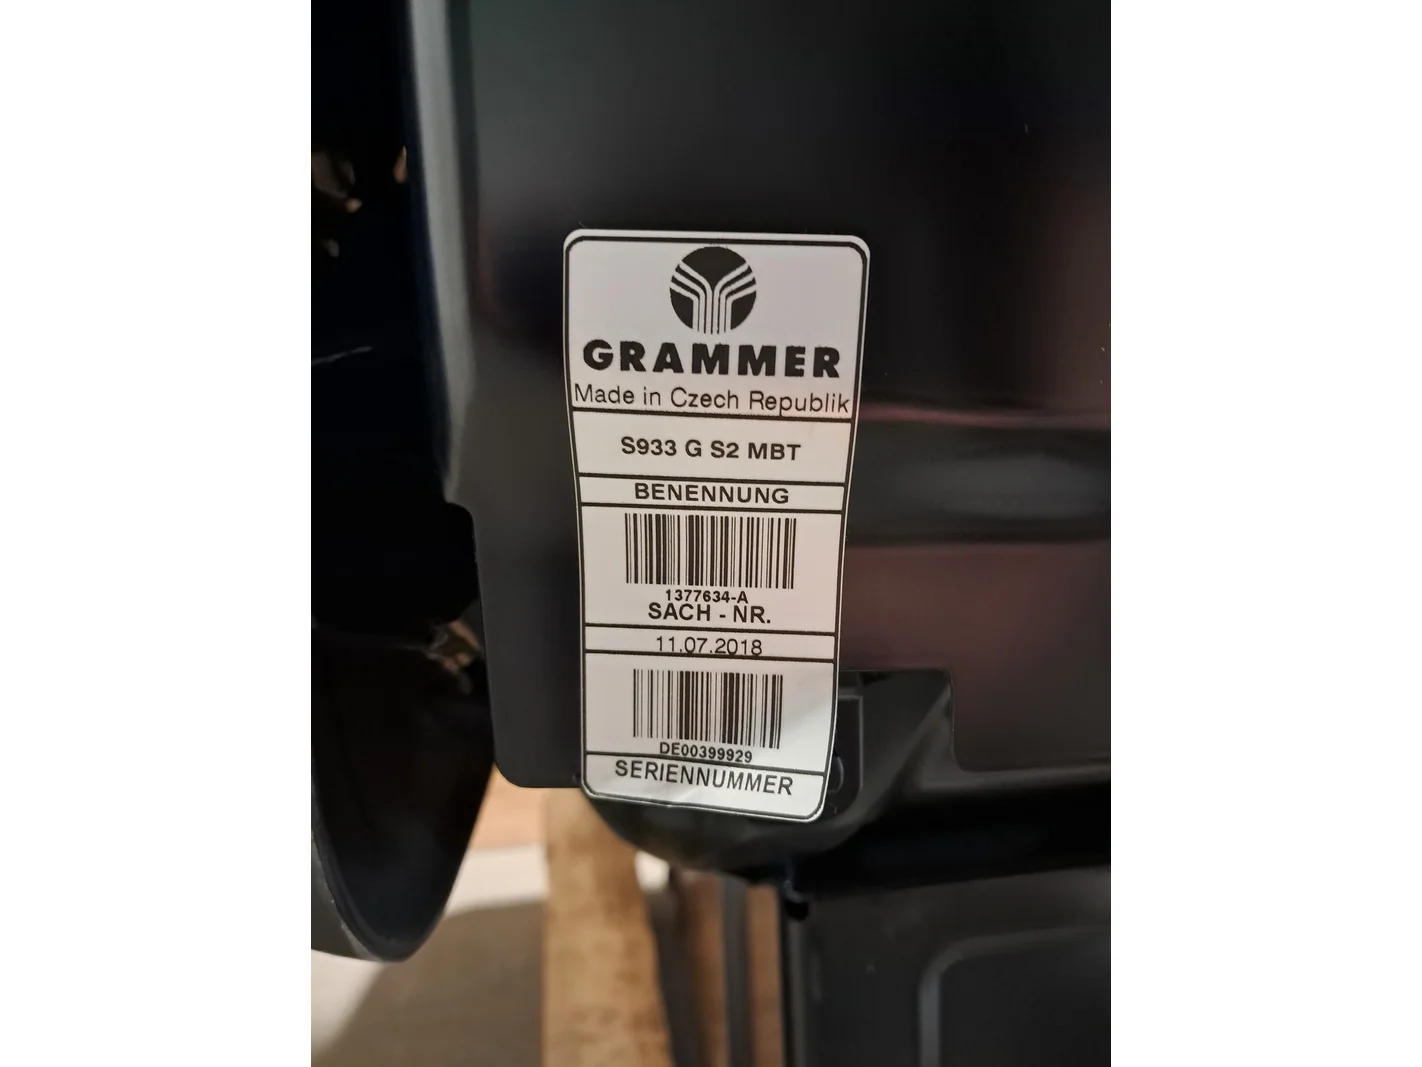 GRAMMER
Made in Czech Republik
S933 G S2 MBT
BENENNUNG
1377634-A
SACH - NR.
11.07.2018
DE00399929
SERIENNUMMER